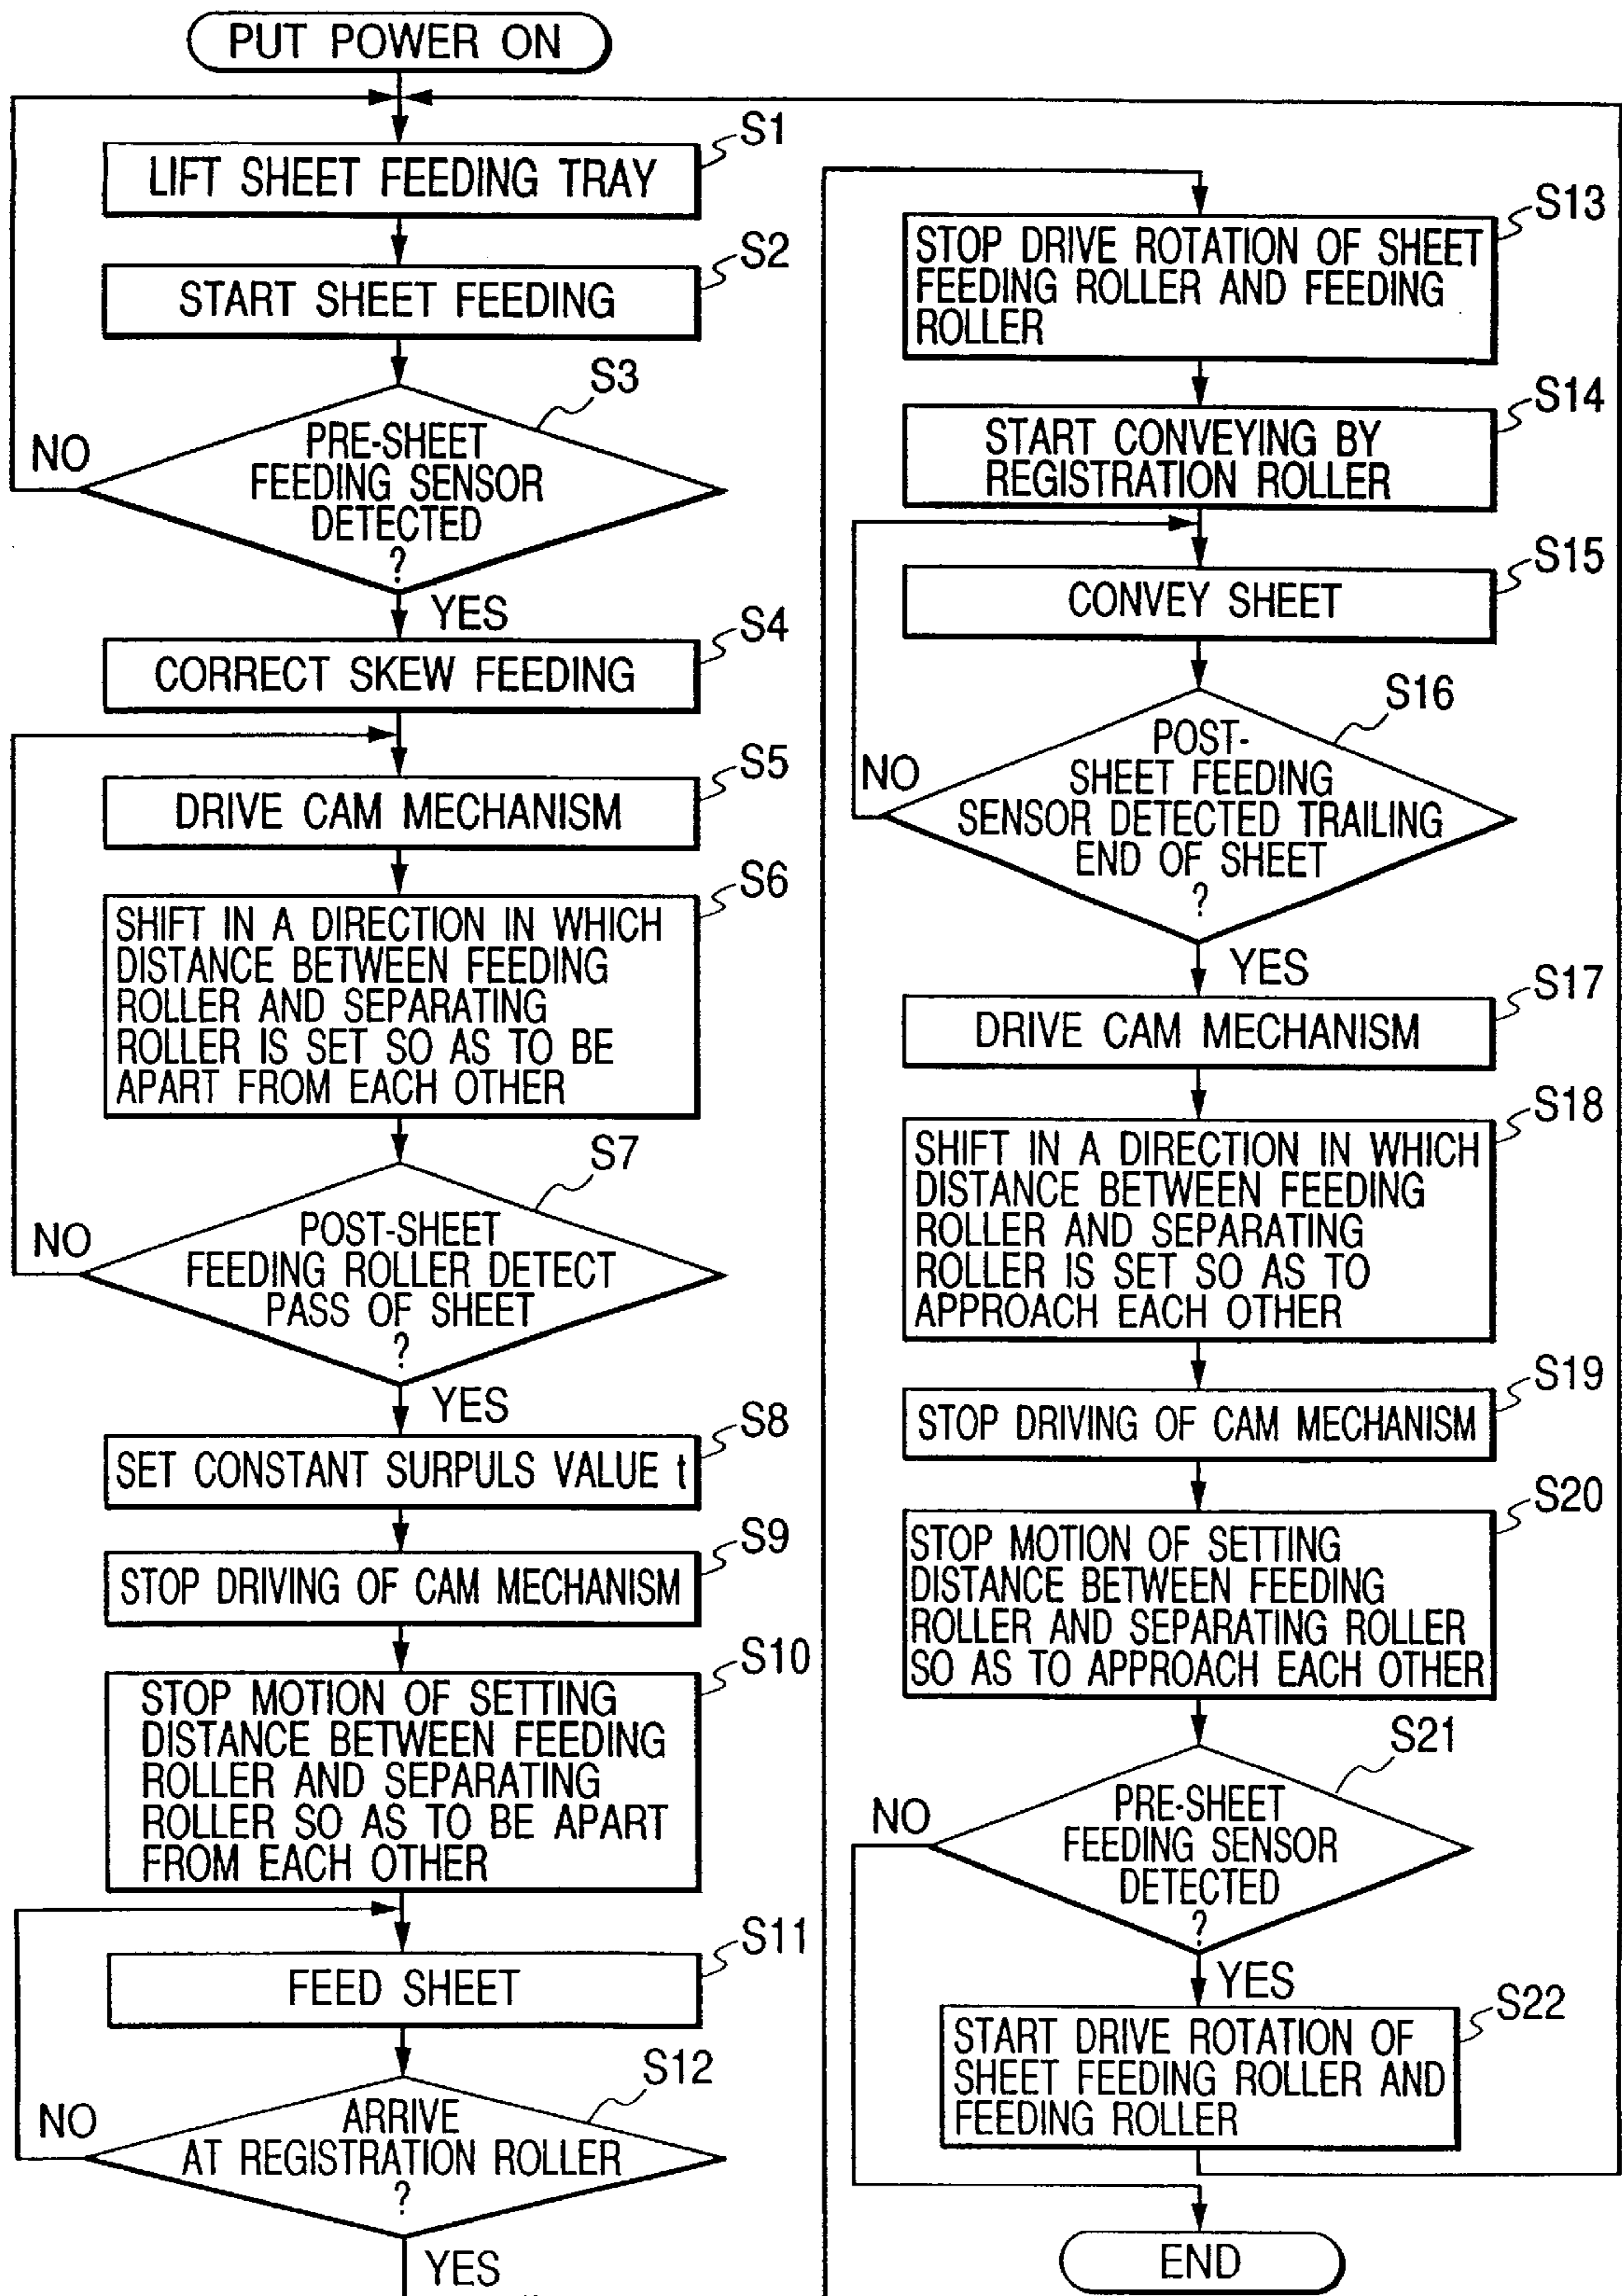 PUT POWER ON
S1
LIFT SHEET FEEDING TRAY
S2
START SHEET FEEDING
S3
PRE-SHEET
FEEDING SENSOR
DETECTED
?
NO
YES
S4
CORRECT SKEW FEEDING
S5
DRIVE CAM MECHANISM
S6
SHIFT IN A DIRECTION IN WHICH
DISTANCE BETWEEN FEEDING
ROLLER AND SEPARATING
ROLLER IS SET SO AS TO BE
APART FROM EACH OTHER
S7
POST-SHEET
FEEDING ROLLER DETECT
PASS OF SHEET
?
NO
YES
S8
SET CONSTANT SURPULS VALUE t
S9
STOP DRIVING OF CAM MECHANISM
S10
STOP MOTION OF SETTING
DISTANCE BETWEEN FEEDING
ROLLER AND SEPARATING
ROLLER SO AS TO BE APART
FROM EACH OTHER
S11
FEED SHEET
S12
ARRIVE
AT REGISTRATION ROLLER
?
NO
YES
S13
STOP DRIVE ROTATION OF SHEET
FEEDING ROLLER AND FEEDING
ROLLER
S14
START CONVEYING BY
REGISTRATION ROLLER
S15
CONVEY SHEET
S16
POST-
SHEET FEEDING
SENSOR DETECTED TRAILING
END OF SHEET
?
NO
YES
S17
DRIVE CAM MECHANISM
S18
SHIFT IN A DIRECTION IN WHICH
DISTANCE BETWEEN FEEDING
ROLLER AND SEPARATING
ROLLER IS SET SO AS TO
APPROACH EACH OTHER
S19
STOP DRIVING OF CAM MECHANISM
S20
STOP MOTION OF SETTING
DISTANCE BETWEEN FEEDING
ROLLER AND SEPARATING ROLLER
SO AS TO APPROACH EACH OTHER
S21
PRE-SHEET
FEEDING SENSOR
DETECTED
?
NO
YES
S22
START DRIVE ROTATION OF
SHEET FEEDING ROLLER AND
FEEDING ROLLER
END